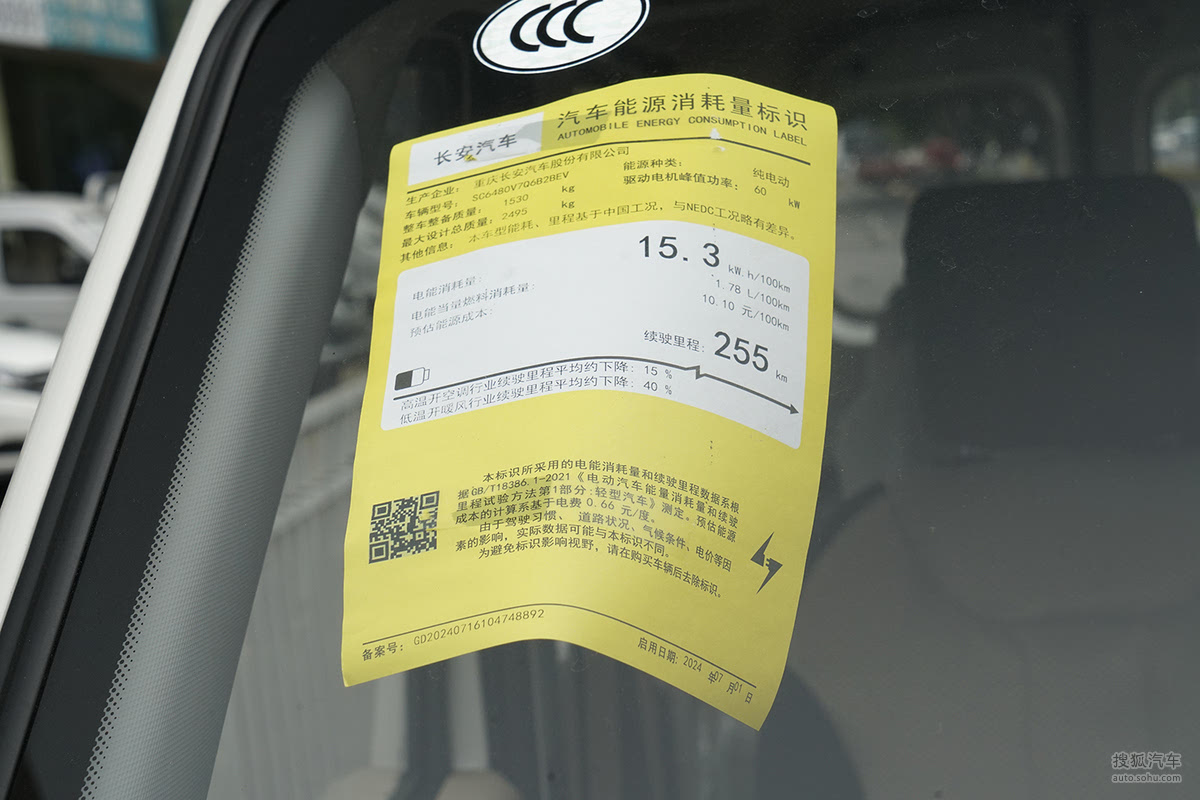 CCC
长安汽车
汽车能源消耗量标识
AUTOMOBILE ENERGY CONSUMPTION LABEL
生产企业: 重庆长安汽车股份有限公司
车辆型号: SC6480V7Q6B2BEV
整车整备质量: 1530 kg
最大设计总质量: 2495 kg
能源种类: 纯电动
驱动电机峰值功率: 60 kW
其他信息: 本车型能耗、里程基于中国工况,与NEDC工况略有差异。
电能消耗量: 15.3 kW.h/100km
电能当量燃料消耗量: 1.78 L/100km
预估能源成本: 10.10 元/100km
续驶里程: 255 km
高温开空调行业续驶里程平均约下降: 15 %
低温开暖风行业续驶里程平均约下降: 40 %
本标识所采用的电能消耗量和续驶里程数据系根
据GB/T18386.1-2021《电动汽车能量消耗量和续驶
里程试验方法第1部分:轻型汽车》测定。预估能源
成本的计算系基于电费 0.66 元/度。
由于驾驶习惯、道路状况、气候条件、电价等因
素的影响,实际数据可能与本标识不同。
为避免标识影响视野,请在购买车辆后去除标识。
备案号: GD20240716104748892
启用日期: 2024 年07 月01 日
搜狐汽车
auto.sohu.com